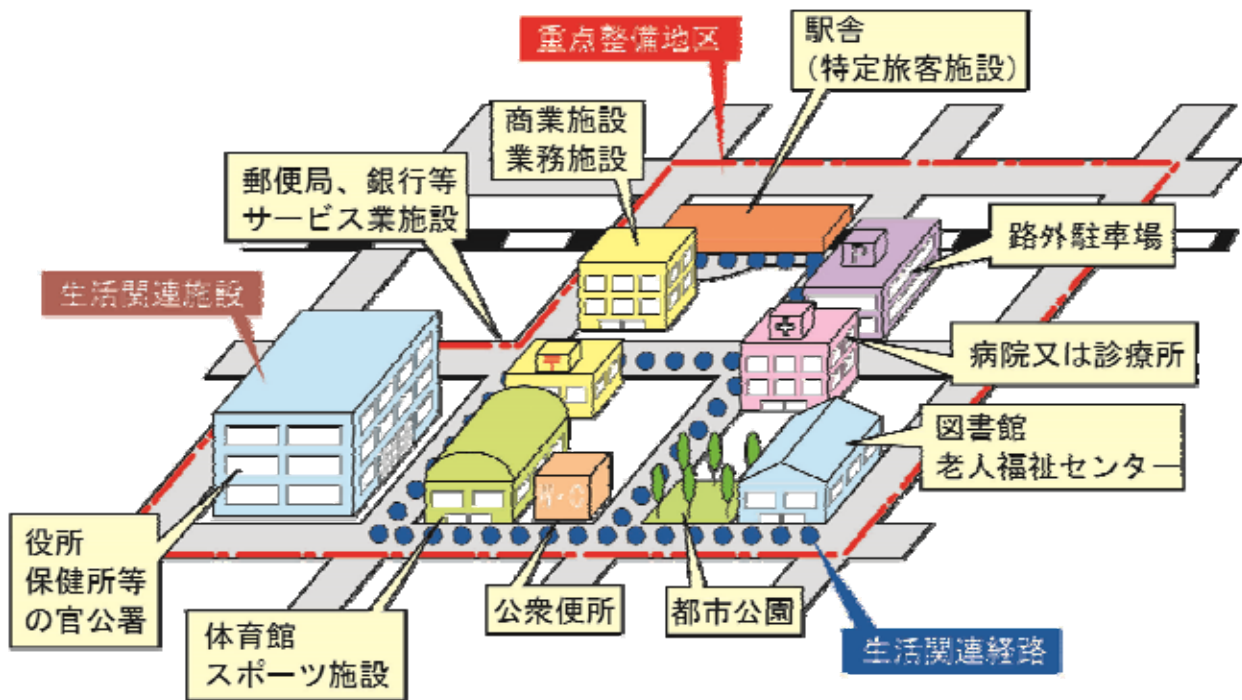 重点整備地区
駅舎
（特定旅客施設）
商業施設
業務施設
郵便局、銀行等
サービス業施設
路外駐車場
生活関連施設
病院又は診療所
図書館
老人福祉センター
役所
保健所等
の官公署
体育館
スポーツ施設
公衆便所
都市公園
生活関連経路
P
〒
W・C